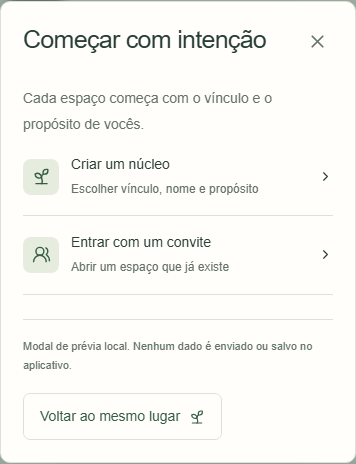 Começar com intenção
Cada espaço começa com o vínculo e o
propósito de vocês.
Criar um núcleo
Escolher vínculo, nome e propósito
Entrar com um convite
Abrir um espaço que já existe
Modal de prévia local. Nenhum dado é enviado ou salvo no
aplicativo.
Voltar ao mesmo lugar